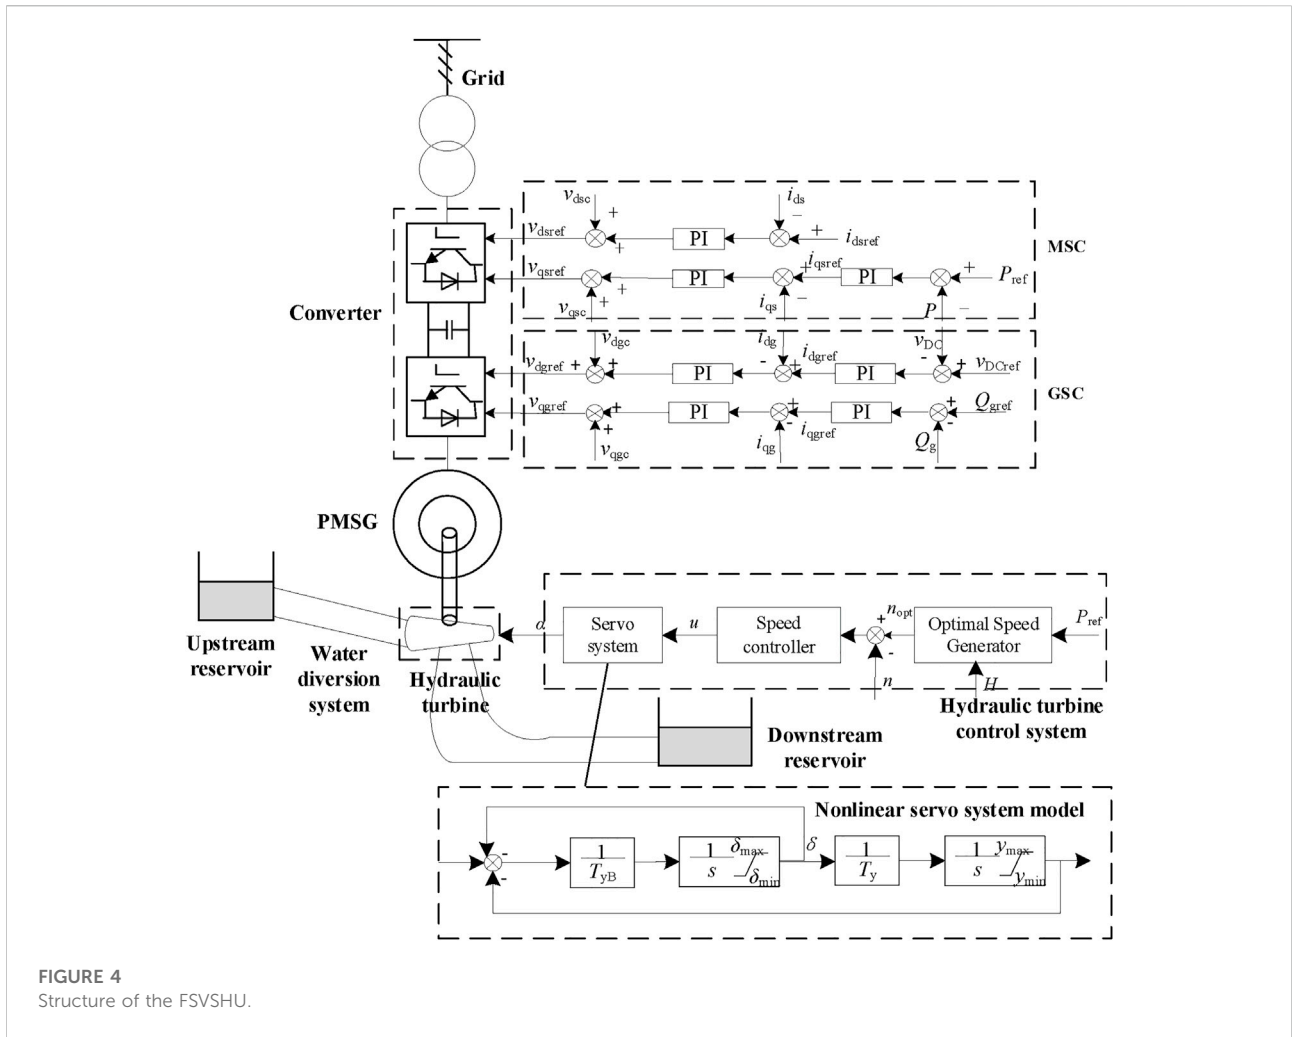 Grid
v_dsc
i_ds
+
−
v_dsref
+
PI
+
i_dsref
MSC
v_qsref
+
PI
+
i_qsref
PI
+
P_ref
v_qsc
+
i_qs
−
P
−
Converter
v_dgc
i_dg
i_dgref
v_DC
v_dgref
+
+
PI
-
+
PI
-
+
v_DCref
v_qgref
+
PI
+
PI
+
Q_gref
GSC
+
v_qgc
i_qg
-
i_qgref
Q_g
-
PMSG
Upstream
reservoir
Water
diversion
system
Hydraulic
turbine
α
Servo
system
u
Speed
controller
+
-
n
n_opt
Optimal Speed
Generator
P_ref
H
Hydraulic turbine
control system
Downstream
reservoir
Nonlinear servo system model
-
-
1
T_yB
1
s
δ_max
δ_min
δ
1
T_y
1
s
y_max
y_min
FIGURE 4
Structure of the FSVSHU.